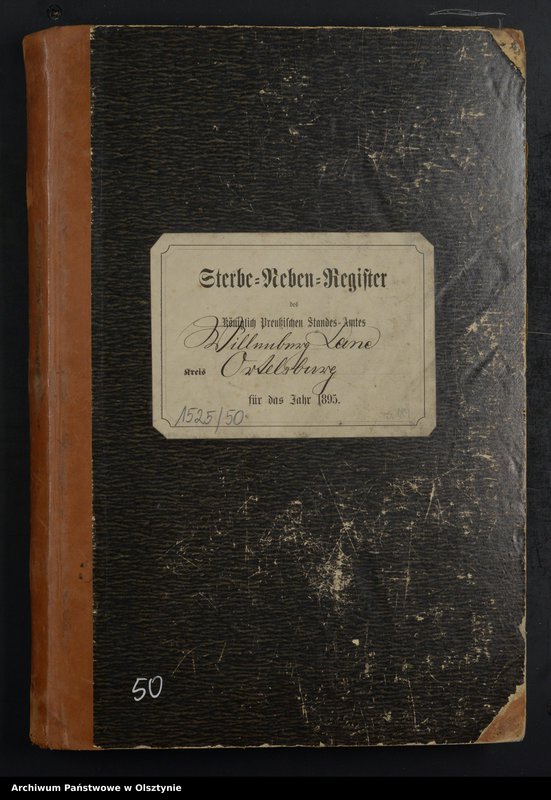 Sterbe-Neben-Register
des
Königlich Preußischen Standes-Amtes
Willenberg Land
Kreis Ortelsburg
für das Jahr 1895.
1525/50
50
Archiwum Państwowe w Olsztynie